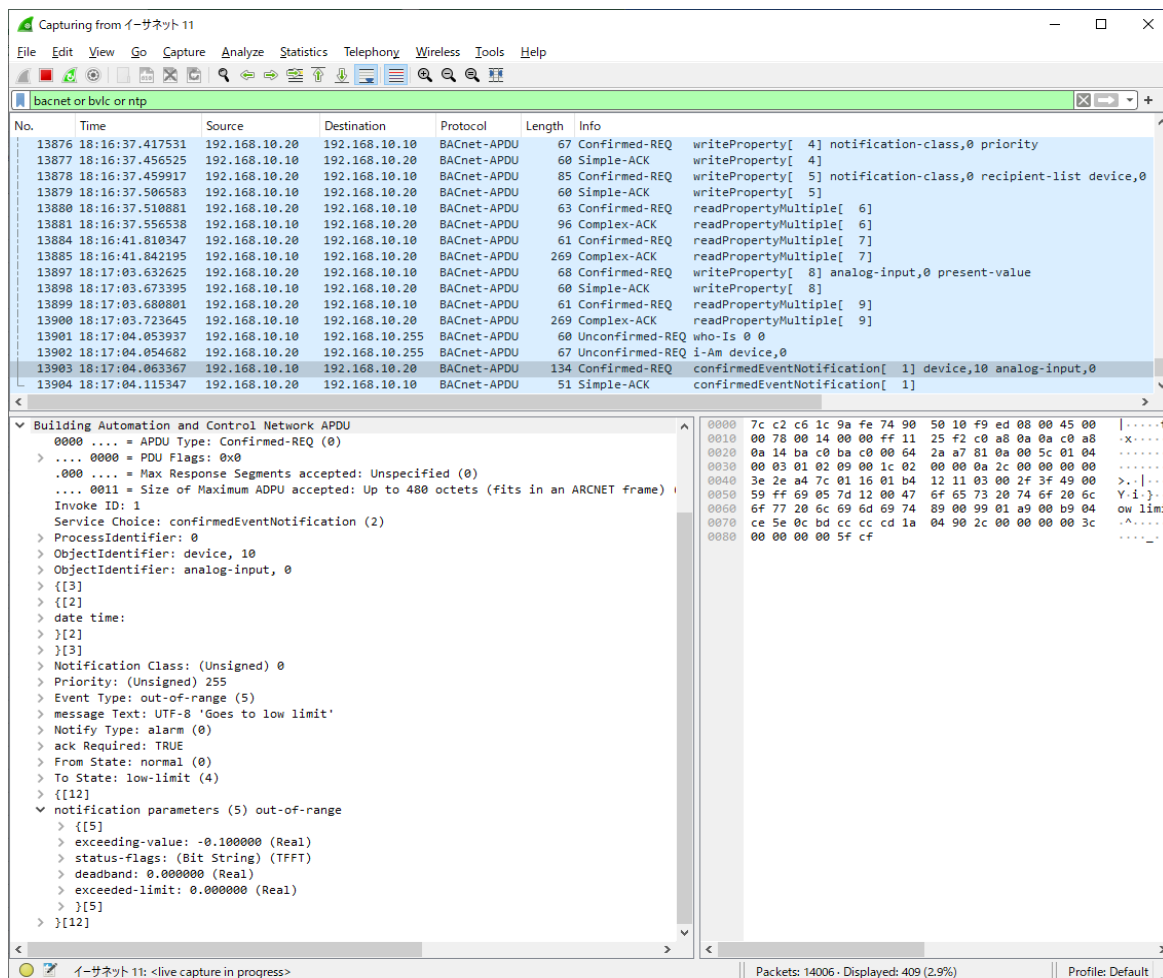 Capturing from イーサネット 11
File Edit View Go Capture Analyze Statistics Telephony Wireless Tools Help
bacnet or bvlc or ntp
No. Time Source Destination Protocol Length Info
13876 18:16:37.417531 192.168.10.20 192.168.10.10 BACnet-APDU 67 Confirmed-REQ writeProperty[ 4] notification-class,0 priority
13877 18:16:37.456525 192.168.10.10 192.168.10.20 BACnet-APDU 60 Simple-ACK writeProperty[ 4]
13878 18:16:37.459917 192.168.10.20 192.168.10.10 BACnet-APDU 85 Confirmed-REQ writeProperty[ 5] notification-class,0 recipient-list device,0
13879 18:16:37.506583 192.168.10.10 192.168.10.20 BACnet-APDU 60 Simple-ACK writeProperty[ 5]
13880 18:16:37.510881 192.168.10.20 192.168.10.10 BACnet-APDU 63 Confirmed-REQ readPropertyMultiple[ 6]
13881 18:16:37.556538 192.168.10.10 192.168.10.20 BACnet-APDU 96 Complex-ACK readPropertyMultiple[ 6]
13884 18:16:41.810347 192.168.10.20 192.168.10.10 BACnet-APDU 61 Confirmed-REQ readPropertyMultiple[ 7]
13885 18:16:41.842195 192.168.10.10 192.168.10.20 BACnet-APDU 269 Complex-ACK readPropertyMultiple[ 7]
13897 18:17:03.632625 192.168.10.20 192.168.10.10 BACnet-APDU 68 Confirmed-REQ writeProperty[ 8] analog-input,0 present-value
13898 18:17:03.673395 192.168.10.10 192.168.10.20 BACnet-APDU 60 Simple-ACK writeProperty[ 8]
13899 18:17:03.680801 192.168.10.20 192.168.10.10 BACnet-APDU 61 Confirmed-REQ readPropertyMultiple[ 9]
13900 18:17:03.723645 192.168.10.10 192.168.10.20 BACnet-APDU 269 Complex-ACK readPropertyMultiple[ 9]
13901 18:17:04.053937 192.168.10.10 192.168.10.255 BACnet-APDU 60 Unconfirmed-REQ who-Is 0 0
13902 18:17:04.054682 192.168.10.20 192.168.10.255 BACnet-APDU 67 Unconfirmed-REQ i-Am device,0
13903 18:17:04.063367 192.168.10.10 192.168.10.20 BACnet-APDU 134 Confirmed-REQ confirmedEventNotification[ 1] device,10 analog-input,0
13904 18:17:04.115347 192.168.10.20 192.168.10.10 BACnet-APDU 51 Simple-ACK confirmedEventNotification[ 1]
Building Automation and Control Network APDU
0000 .... = APDU Type: Confirmed-REQ (0)
.... 0000 = PDU Flags: 0x0
.000 .... = Max Response Segments accepted: Unspecified (0)
.... 0011 = Size of Maximum ADPU accepted: Up to 480 octets (fits in an ARCNET frame)
Invoke ID: 1
Service Choice: confirmedEventNotification (2)
ProcessIdentifier: 0
ObjectIdentifier: device, 10
ObjectIdentifier: analog-input, 0
{[3]
{[2]
date time:
}[2]
}[3]
Notification Class: (Unsigned) 0
Priority: (Unsigned) 255
Event Type: out-of-range (5)
message Text: UTF-8 'Goes to low limit'
Notify Type: alarm (0)
ack Required: TRUE
From State: normal (0)
To State: low-limit (4)
{[12]
notification parameters (5) out-of-range
{[5]
exceeding-value: -0.100000 (Real)
status-flags: (Bit String) (TFFT)
deadband: 0.000000 (Real)
exceeded-limit: 0.000000 (Real)
}[5]
}[12]
0000 7c c2 c6 1c 9a fe 74 90 50 10 f9 ed 08 00 45 00 |·····t
0010 00 78 00 14 00 00 ff 11 25 f2 c0 a8 0a 0a c0 a8 ·x····
0020 0a 14 ba c0 ba c0 00 64 2a a7 81 0a 00 5c 01 04 ······
0030 00 03 01 02 09 00 1c 02 00 00 0a 2c 00 00 00 00 ······
0040 3e 2e a4 7c 01 16 01 b4 12 11 03 00 2f 3f 49 00 >.·|··
0050 59 ff 69 05 7d 12 00 47 6f 65 73 20 74 6f 20 6c Y·i·}·
0060 6f 77 20 6c 69 6d 69 74 89 00 99 01 a9 00 b9 04 ow limi
0070 ce 5e 0c bd cc cc cd 1a 04 90 2c 00 00 00 00 3c ·^····
0080 00 00 00 00 5f cf ····_·
イーサネット 11: <live capture in progress>
Packets: 14006 · Displayed: 409 (2.9%)
Profile: Default